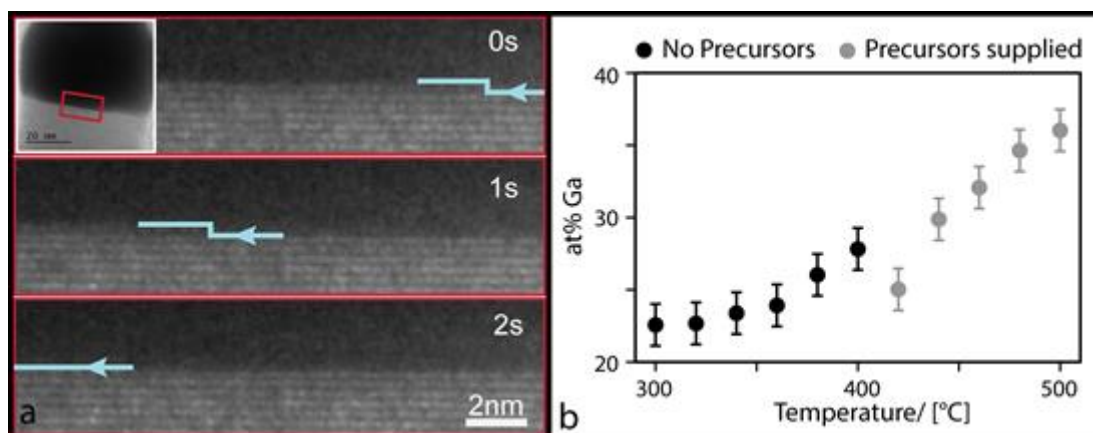 0s
20 nm
1s
2s
2nm
a
No Precursors
Precursors supplied
40
30
20
at% Ga
300
400
500
Temperature/ [°C]
b